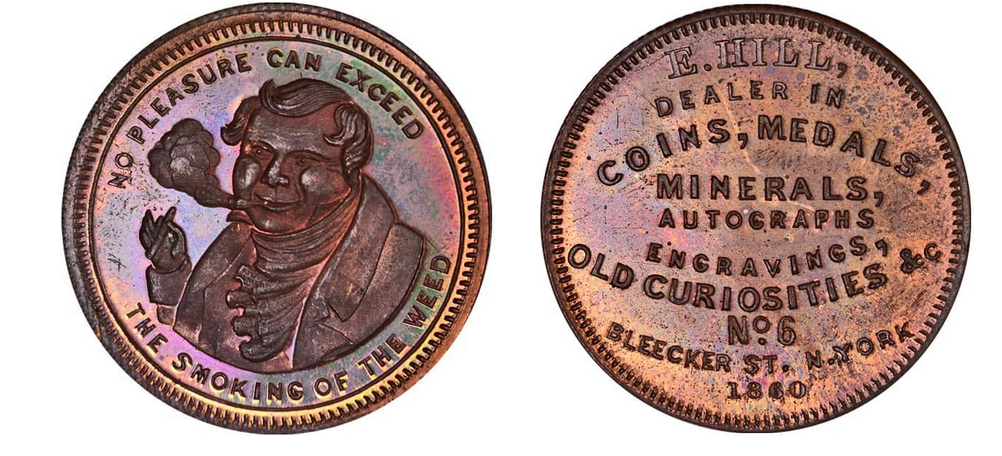 NO PLEASURE CAN EXCEED
THE SMOKING OF THE WEED
E. HILL,
DEALER IN
COINS, MEDALS,
MINERALS,
AUTOGRAPHS
ENGRAVINGS,
OLD CURIOSITIES &C
No. 6
BLEECKER ST. N-YORK
1860